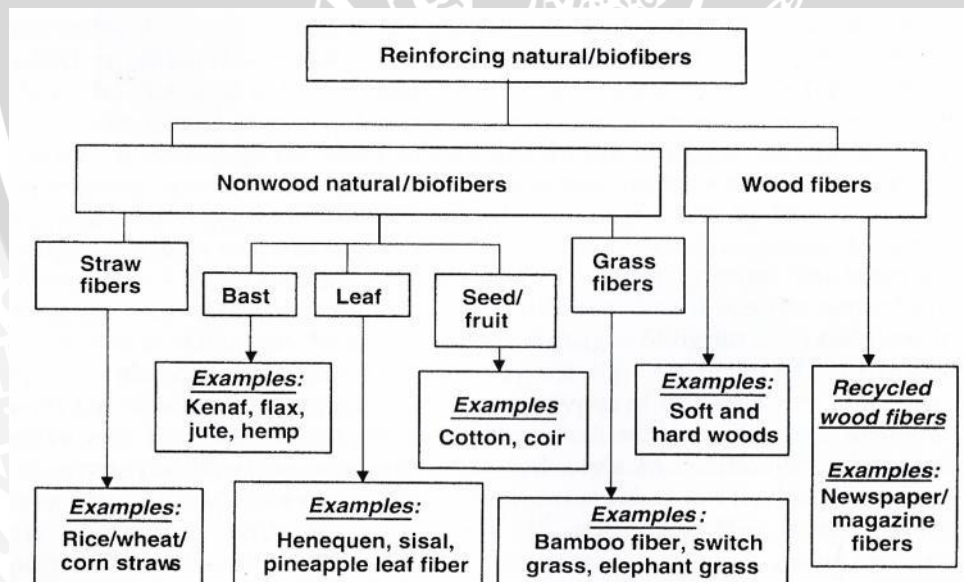 Reinforcing natural/biofibers
Nonwood natural/biofibers
Wood fibers
Straw
fibers
Bast
Leaf
Seed/
fruit
Grass
fibers
Examples:
Kenaf, flax,
jute, hemp
Examples
Cotton, coir
Examples:
Soft and
hard woods
Recycled
wood fibers
Examples:
Newspaper/
magazine
fibers
Examples:
Rice/wheat/
corn straws
Examples:
Henequen, sisal,
pineapple leaf fiber
Examples:
Bamboo fiber, switch
grass, elephant grass